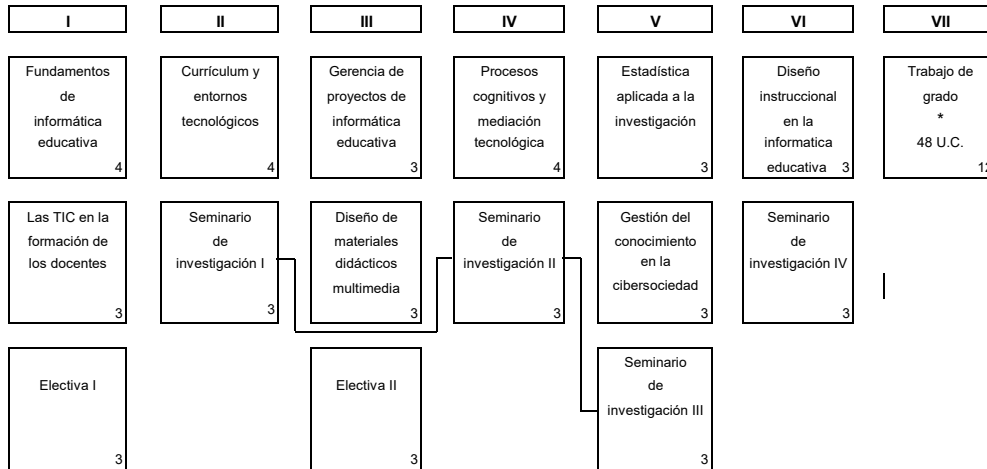 I
II
III
IV
V
VI
VII
Fundamentos
de
informática
educativa
4
Currículum y
entornos
tecnológicos
4
Gerencia de
proyectos de
informática
educativa
3
Procesos
cognitivos y
mediación
tecnológica
4
Estadística
aplicada a la
investigación
3
Diseño
instruccional
en la
informatica
educativa 3
Trabajo de
grado
*
48 U.C.
12
Las TIC en la
formación de
los docentes
3
Seminario
de
investigación I
3
Diseño de
materiales
didácticos
multimedia
3
Seminario
de
investigación II
3
Gestión del
conocimiento
en la
cibersociedad
3
Seminario
de
investigación IV
3
Electiva I
3
Electiva II
3
Seminario
de
investigación III
3